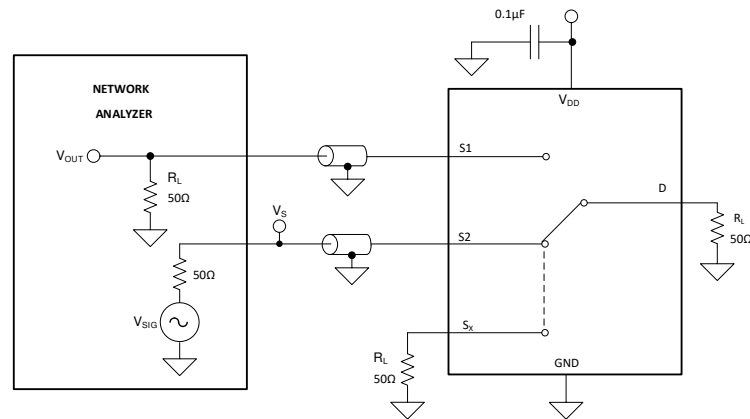 0.1µF
NETWORK
ANALYZER
VDD
VOUT
S1
RL
50Ω
D
VS
RL
50Ω
S2
50Ω
VSIG
SX
RL
50Ω
GND